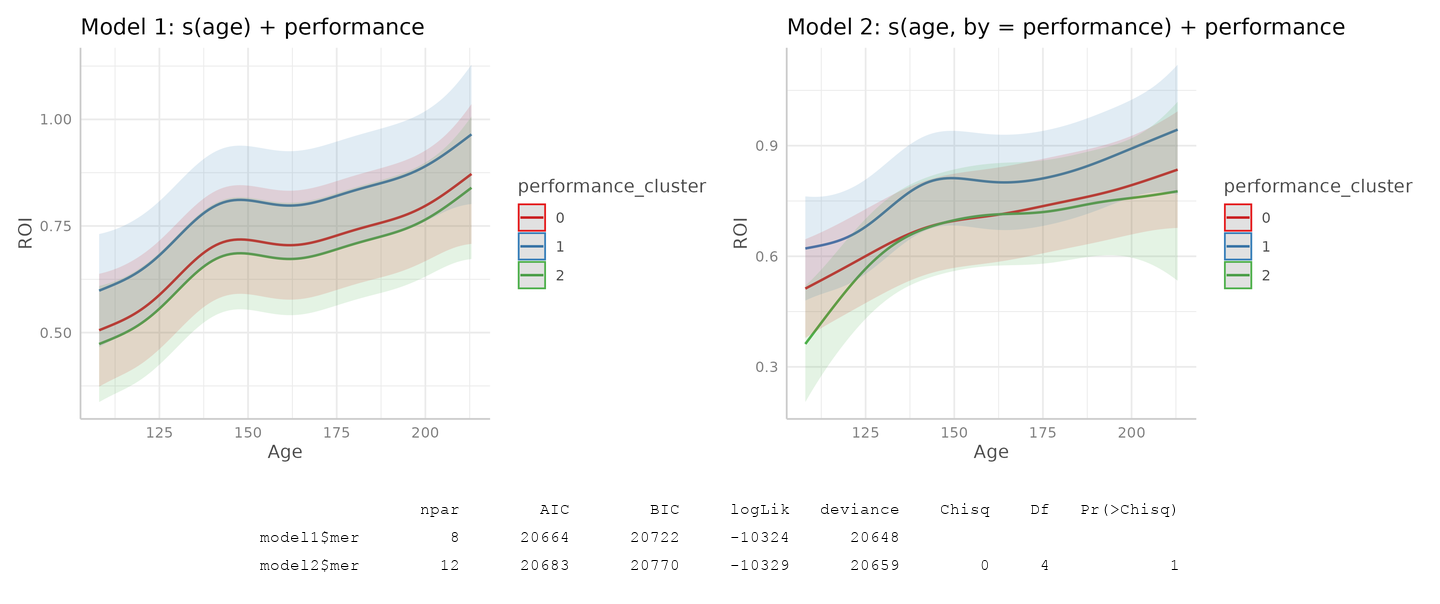 Model 1: s(age) + performance
1.00
0.75
0.50
ROI
125 150 175 200
Age
performance_cluster
0
1
2
Model 2: s(age, by = performance) + performance
0.9
0.6
0.3
ROI
125 150 175 200
Age
performance_cluster
0
1
2
npar AIC BIC logLik deviance Chisq Df Pr(>Chisq)
model1$mer 8 20664 20722 -10324 20648
model2$mer 12 20683 20770 -10329 20659 0 4 1